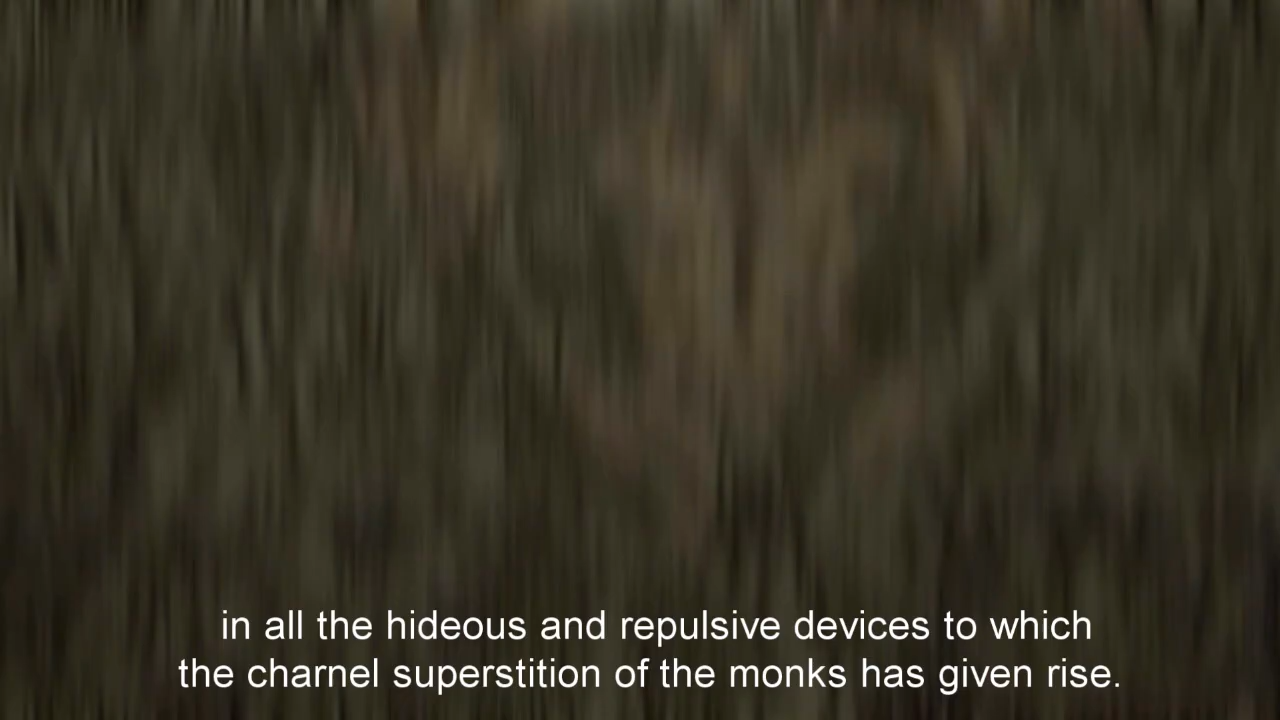 in all the hideous and repulsive devices to which
the charnel superstition of the monks has given rise.